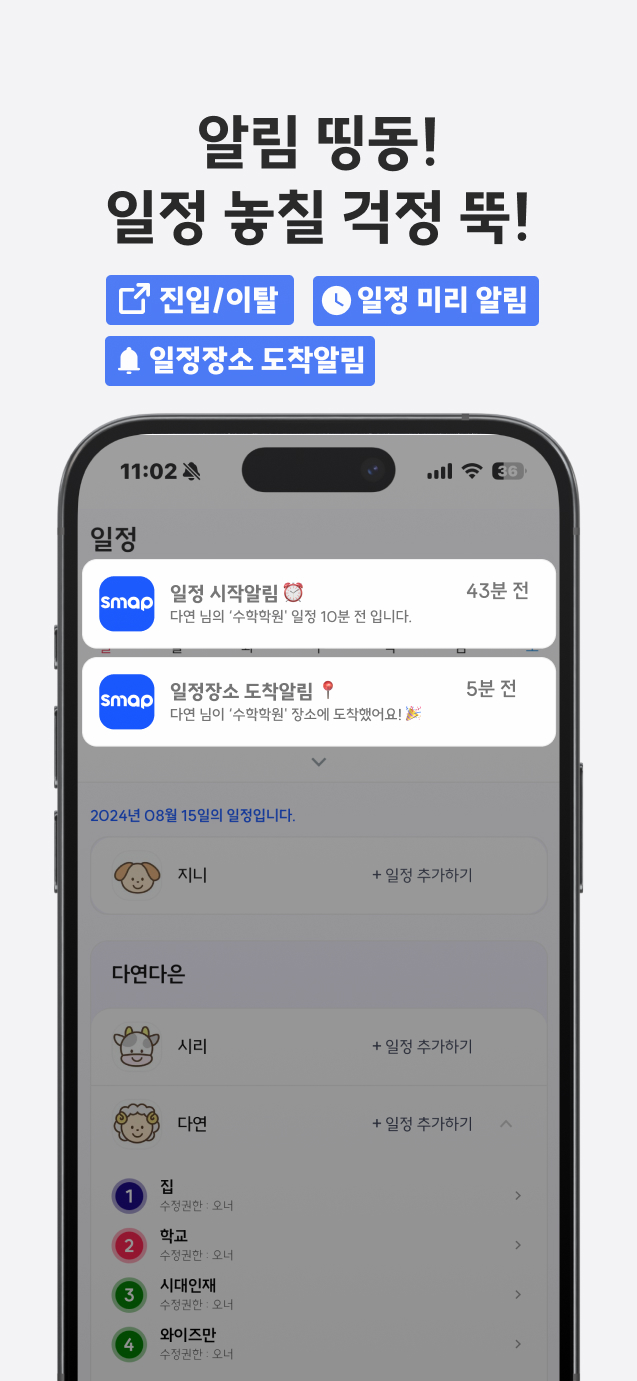 알림 띵동!
일정 놓칠 걱정 뚝!
진입/이탈
일정 미리 알림
일정장소 도착알림
11:02
36
일정
smap
일정 시작알림
43분 전
다연 님의 '수학학원' 일정 10분 전 입니다.
smap
일정장소 도착알림
5분 전
다연 님이 '수학학원' 장소에 도착했어요!
2024년 08월 15일의 일정입니다.
지니
+ 일정 추가하기
다연다은
시리
+ 일정 추가하기
다연
+ 일정 추가하기
1
집
수정권한 : 오너
2
학교
수정권한 : 오너
3
시대인재
수정권한 : 오너
4
와이즈만
수정권한 : 오너